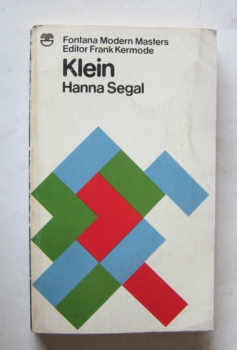 Fontana Modern Masters
Editor Frank Kermode
Klein
Hanna Segal